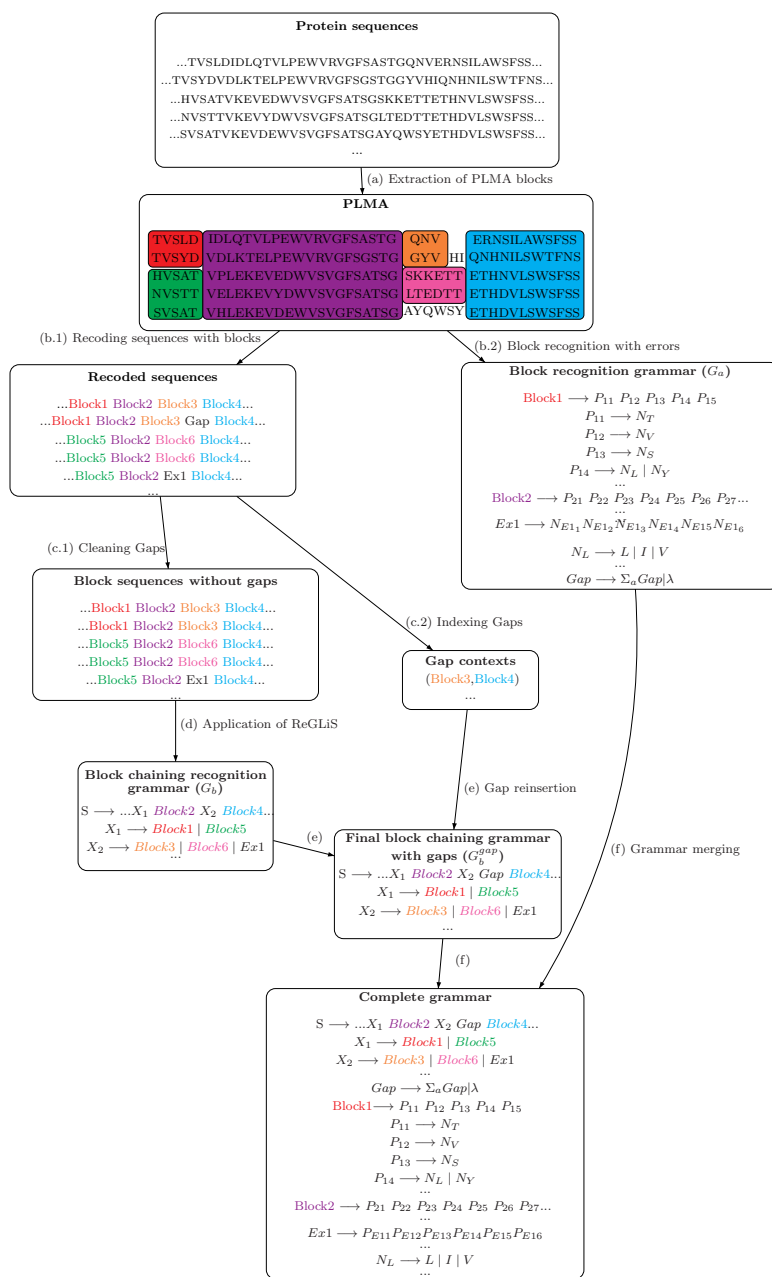 Protein sequences
...TVSLDIDLQTVLPEWVRVGFSASTGQNVERNSILAWSFSS...
...TVSYDVDLKTELPEWVRVGFSGSTGGYVHIQNHNILSWTFNS...
...HVSATVKEVEDWVSVGFSATSGSKKETTETHNVLSWSFSS...
...NVSTTVKEVYDWVSVGFSATSGLTEDTTETHDVLSWSFSS...
...SVSATVKEVDEWVSVGFSATSGAYQWSYETHDVLSWSFSS...
...
(a) Extraction of PLMA blocks
PLMA
TVSLD IDLQTVLPEWVRVGFSASTG QNV ERNSILAWSFSS
TVSYD VDLKTELPEWVRVGFSGSTG GYV HI QNHNILSWTFNS
HVSAT VPLEKEVEDWVSVGFSATSG SKKETT ETHNVLSWSFSS
NVSTT VELEKEVYDWVSVGFSATSG LTEDTT ETHDVLSWSFSS
SVSAT VHLEKEVDEWVSVGFSATSG AYQWSY ETHDVLSWSFSS
(b.1) Recoding sequences with blocks
(b.2) Block recognition with errors
Recoded sequences
...Block1 Block2 Block3 Block4...
...Block1 Block2 Block3 Gap Block4...
...Block5 Block2 Block6 Block4...
...Block5 Block2 Block6 Block4...
...Block5 Block2 Ex1 Block4...
...
Block recognition grammar (G_a)
Block1 ⟶ P_11 P_12 P_13 P_14 P_15
P_11 ⟶ N_T
P_12 ⟶ N_V
P_13 ⟶ N_S
P_14 ⟶ N_L | N_Y
...
Block2 ⟶ P_21 P_22 P_23 P_24 P_25 P_26 P_27...
...
Ex1 ⟶ N_E1_1 N_E1_2 N_E1_3 N_E1_4 N_E15 N_E1_6
N_L ⟶ L | I | V
...
Gap ⟶ Σ_aGap|λ
(c.1) Cleaning Gaps
Block sequences without gaps
...Block1 Block2 Block3 Block4...
...Block1 Block2 Block3 Block4...
...Block5 Block2 Block6 Block4...
...Block5 Block2 Block6 Block4...
...Block5 Block2 Ex1 Block4...
...
(c.2) Indexing Gaps
Gap contexts
(Block3,Block4)
...
(d) Application of ReGLiS
Block chaining recognition
grammar (G_b)
S ⟶ ...X_1 Block2 X_2 Block4...
X_1 ⟶ Block1 | Block5
X_2 ⟶ Block3 | Block6 | Ex1
...
(e) Gap reinsertion
(e)
Final block chaining grammar
with gaps (G_b^gap)
S ⟶ ...X_1 Block2 X_2 Gap Block4...
X_1 ⟶ Block1 | Block5
X_2 ⟶ Block3 | Block6 | Ex1
...
(f) Grammar merging
(f)
Complete grammar
S ⟶ ...X_1 Block2 X_2 Gap Block4...
X_1 ⟶ Block1 | Block5
X_2 ⟶ Block3 | Block6 | Ex1
...
Gap ⟶ Σ_aGap|λ
Block1⟶ P_11 P_12 P_13 P_14 P_15
P_11 ⟶ N_T
P_12 ⟶ N_V
P_13 ⟶ N_S
P_14 ⟶ N_L | N_Y
...
Block2 ⟶ P_21 P_22 P_23 P_24 P_25 P_26 P_27...
...
Ex1 ⟶ P_E11 P_E12 P_E13 P_E14 P_E15 P_E16
...
N_L ⟶ L | I | V
...